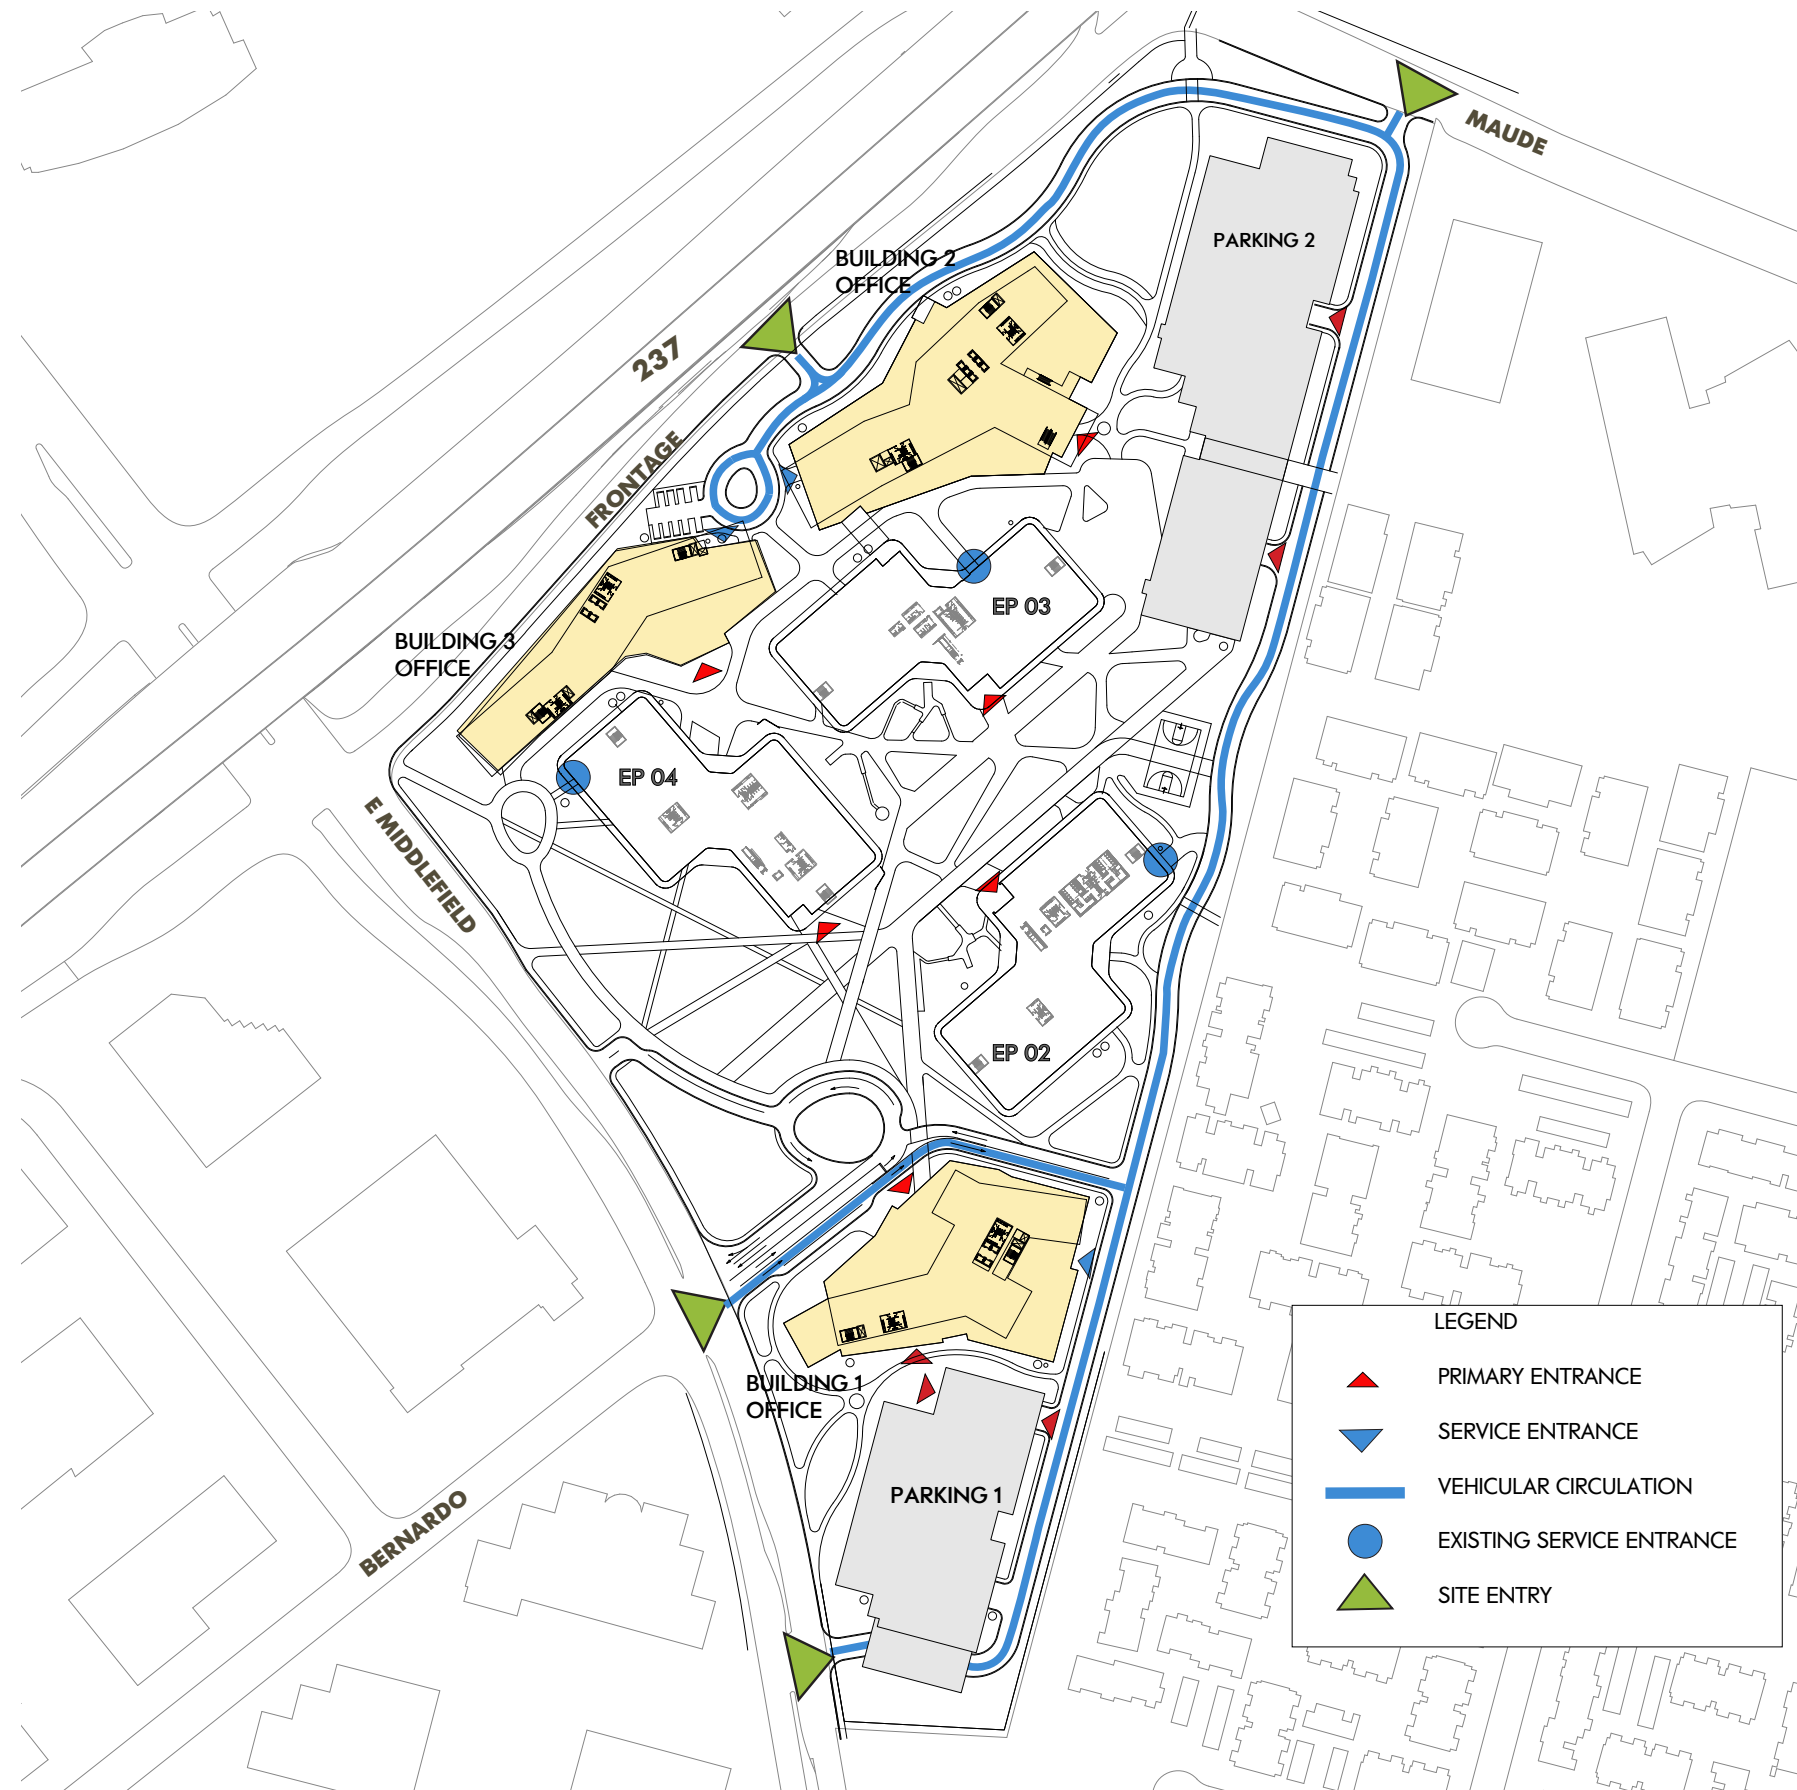 MAUDE
PARKING 2
BUILDING 2
OFFICE
237
FRONTAGE
EP 03
BUILDING 3
OFFICE
EP 04
E MIDDLEFIELD
EP 02
BUILDING 1
OFFICE
PARKING 1
BERNARDO
LEGEND
PRIMARY ENTRANCE
SERVICE ENTRANCE
VEHICULAR CIRCULATION
EXISTING SERVICE ENTRANCE
SITE ENTRY